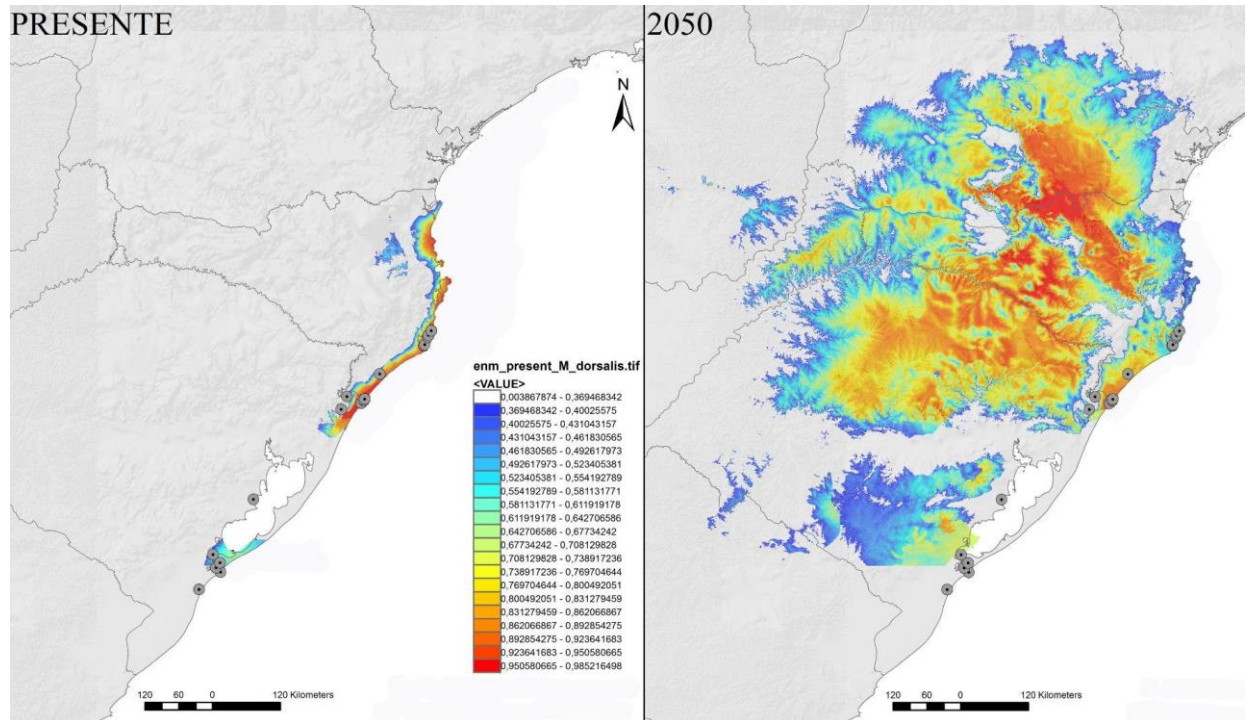 PRESENTE
2050
N
enm_present_M_dorsalis.tif
<VALUE>
0,003867874 - 0,369468342
0,369468342 - 0,40025575
0,40025575 - 0,431043157
0,431043157 - 0,461830565
0,461830565 - 0,492617973
0,492617973 - 0,523405381
0,523405381 - 0,554192789
0,554192789 - 0,581131771
0,581131771 - 0,611919178
0,611919178 - 0,642706586
0,642706586 - 0,67734242
0,67734242 - 0,708129828
0,708129828 - 0,738917236
0,738917236 - 0,769704644
0,769704644 - 0,800492051
0,800492051 - 0,831279459
0,831279459 - 0,862066867
0,862066867 - 0,892854275
0,892854275 - 0,923641683
0,923641683 - 0,950580665
0,950580665 - 0,985216498
120 60 0 120 Kilometers
120 60 0 120 Kilometers